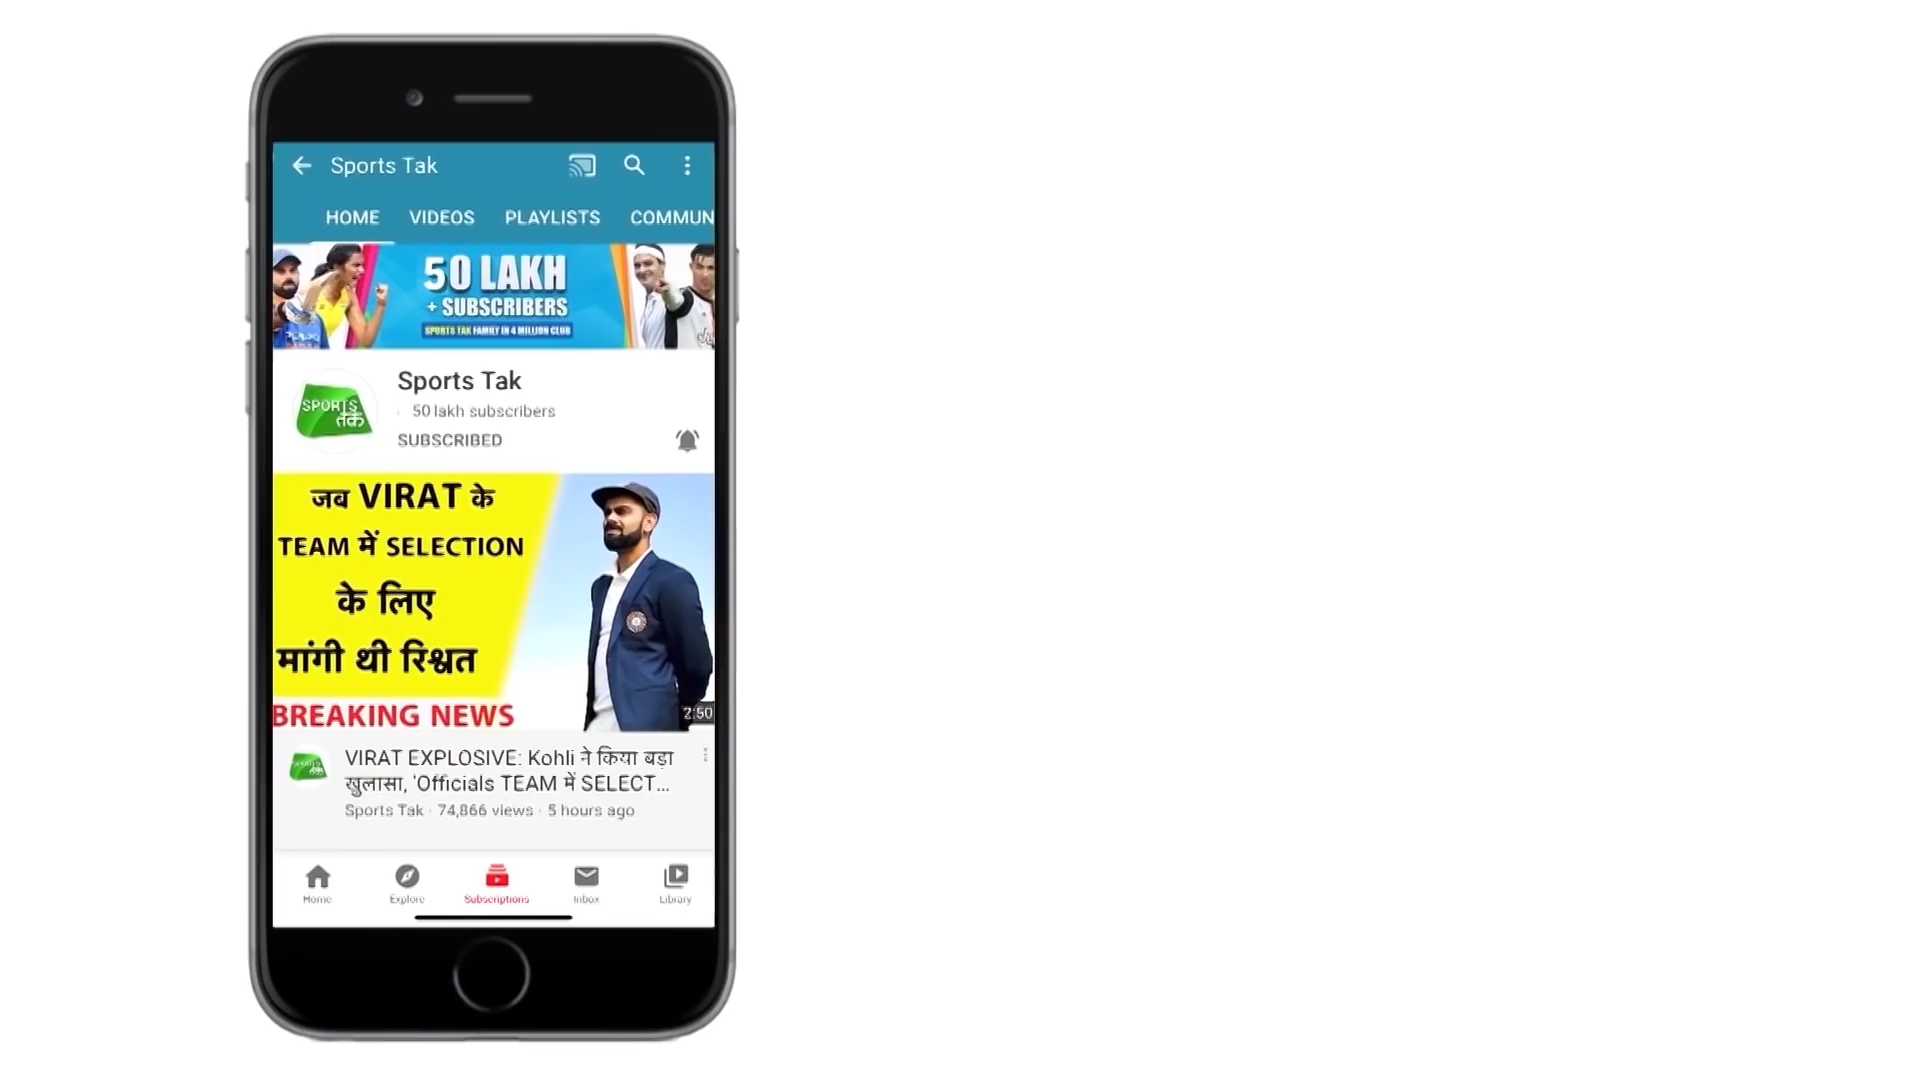 Sports Tak
HOME VIDEOS PLAYLISTS COMMUN
50 LAKH
+ SUBSCRIBERS
SPORTS TAK FAMILY IN 4 MILLION CLUB
SPORTS
तक
Sports Tak
50 lakh subscribers
SUBSCRIBED
जब VIRAT के
TEAM में SELECTION
के लिए
मांगी थी रिश्वत
BREAKING NEWS
2:50
SPORTS
तक
VIRAT EXPLOSIVE: Kohli ने किया बड़ा
खुलासा, 'Officials TEAM में SELECT...
Sports Tak · 74,866 views · 5 hours ago
Home Explore Subscriptions Inbox Library